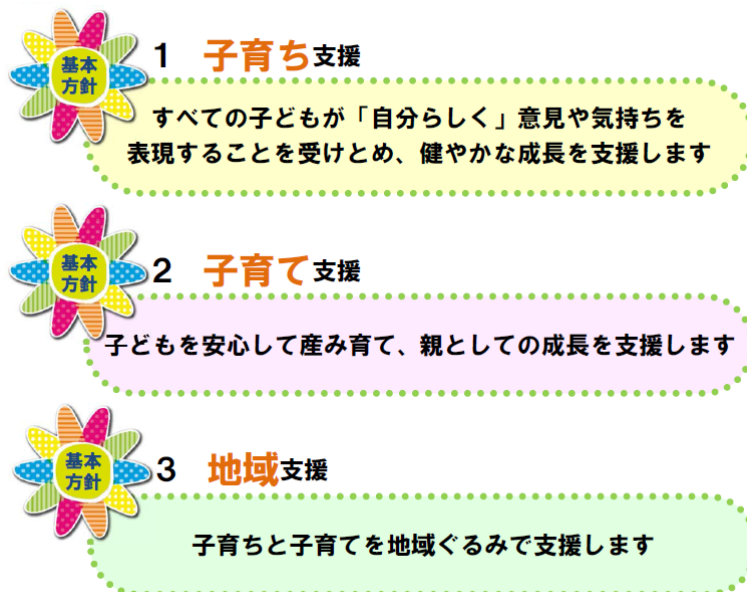 基本
方針
1 子育ち支援
すべての子どもが「自分らしく」意見や気持ちを
表現することを受けとめ、健やかな成長を支援します
基本
方針
2 子育て支援
子どもを安心して産み育て、親としての成長を支援します
基本
方針
3 地域支援
子育ちと子育てを地域ぐるみで支援します